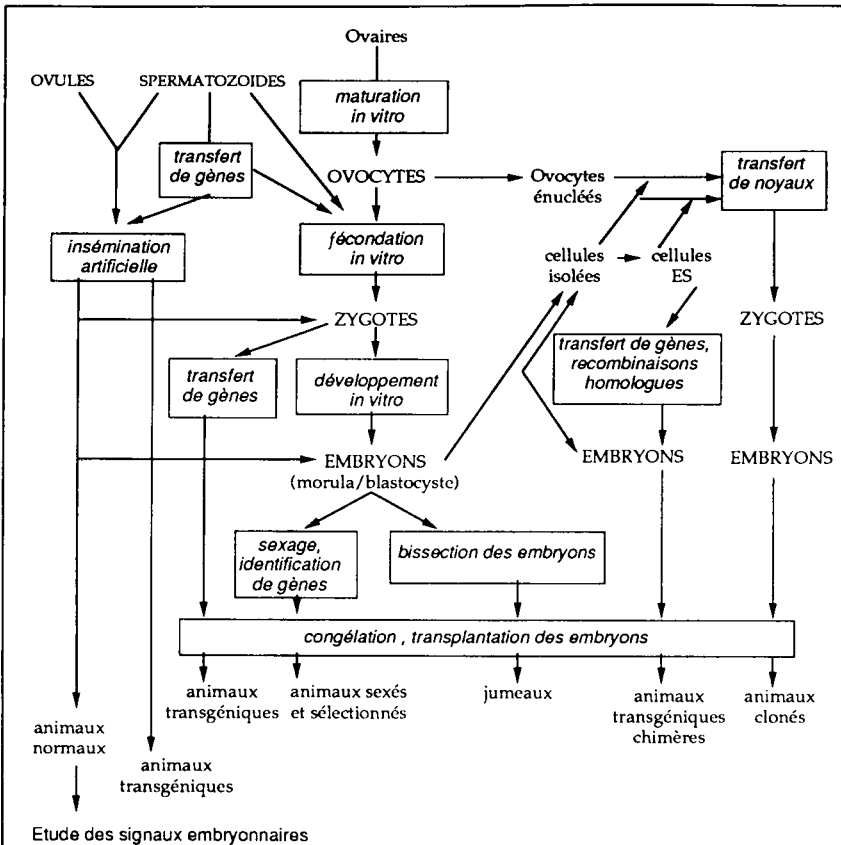 Ovaires
OVULES
SPERMATOZOIDES
maturation
in vitro
transfert
de gènes
OVOCYTES
Ovocytes
énucléés
transfert
de noyaux
insémination
artificielle
fécondation
in vitro
cellules
isolées
cellules
ES
ZYGOTES
ZYGOTES
transfert
de gènes
développement
in vitro
transfert de gènes,
recombinaisons
homologues
EMBRYONS
(morula/blastocyste)
EMBRYONS
EMBRYONS
sexage,
identification
de gènes
bissection des embryons
congélation , transplantation des embryons
animaux
transgéniques
animaux sexés
et sélectionnés
jumeaux
animaux
transgéniques
chimères
animaux
clonés
animaux
normaux
animaux
transgéniques
Etude des signaux embryonnaires